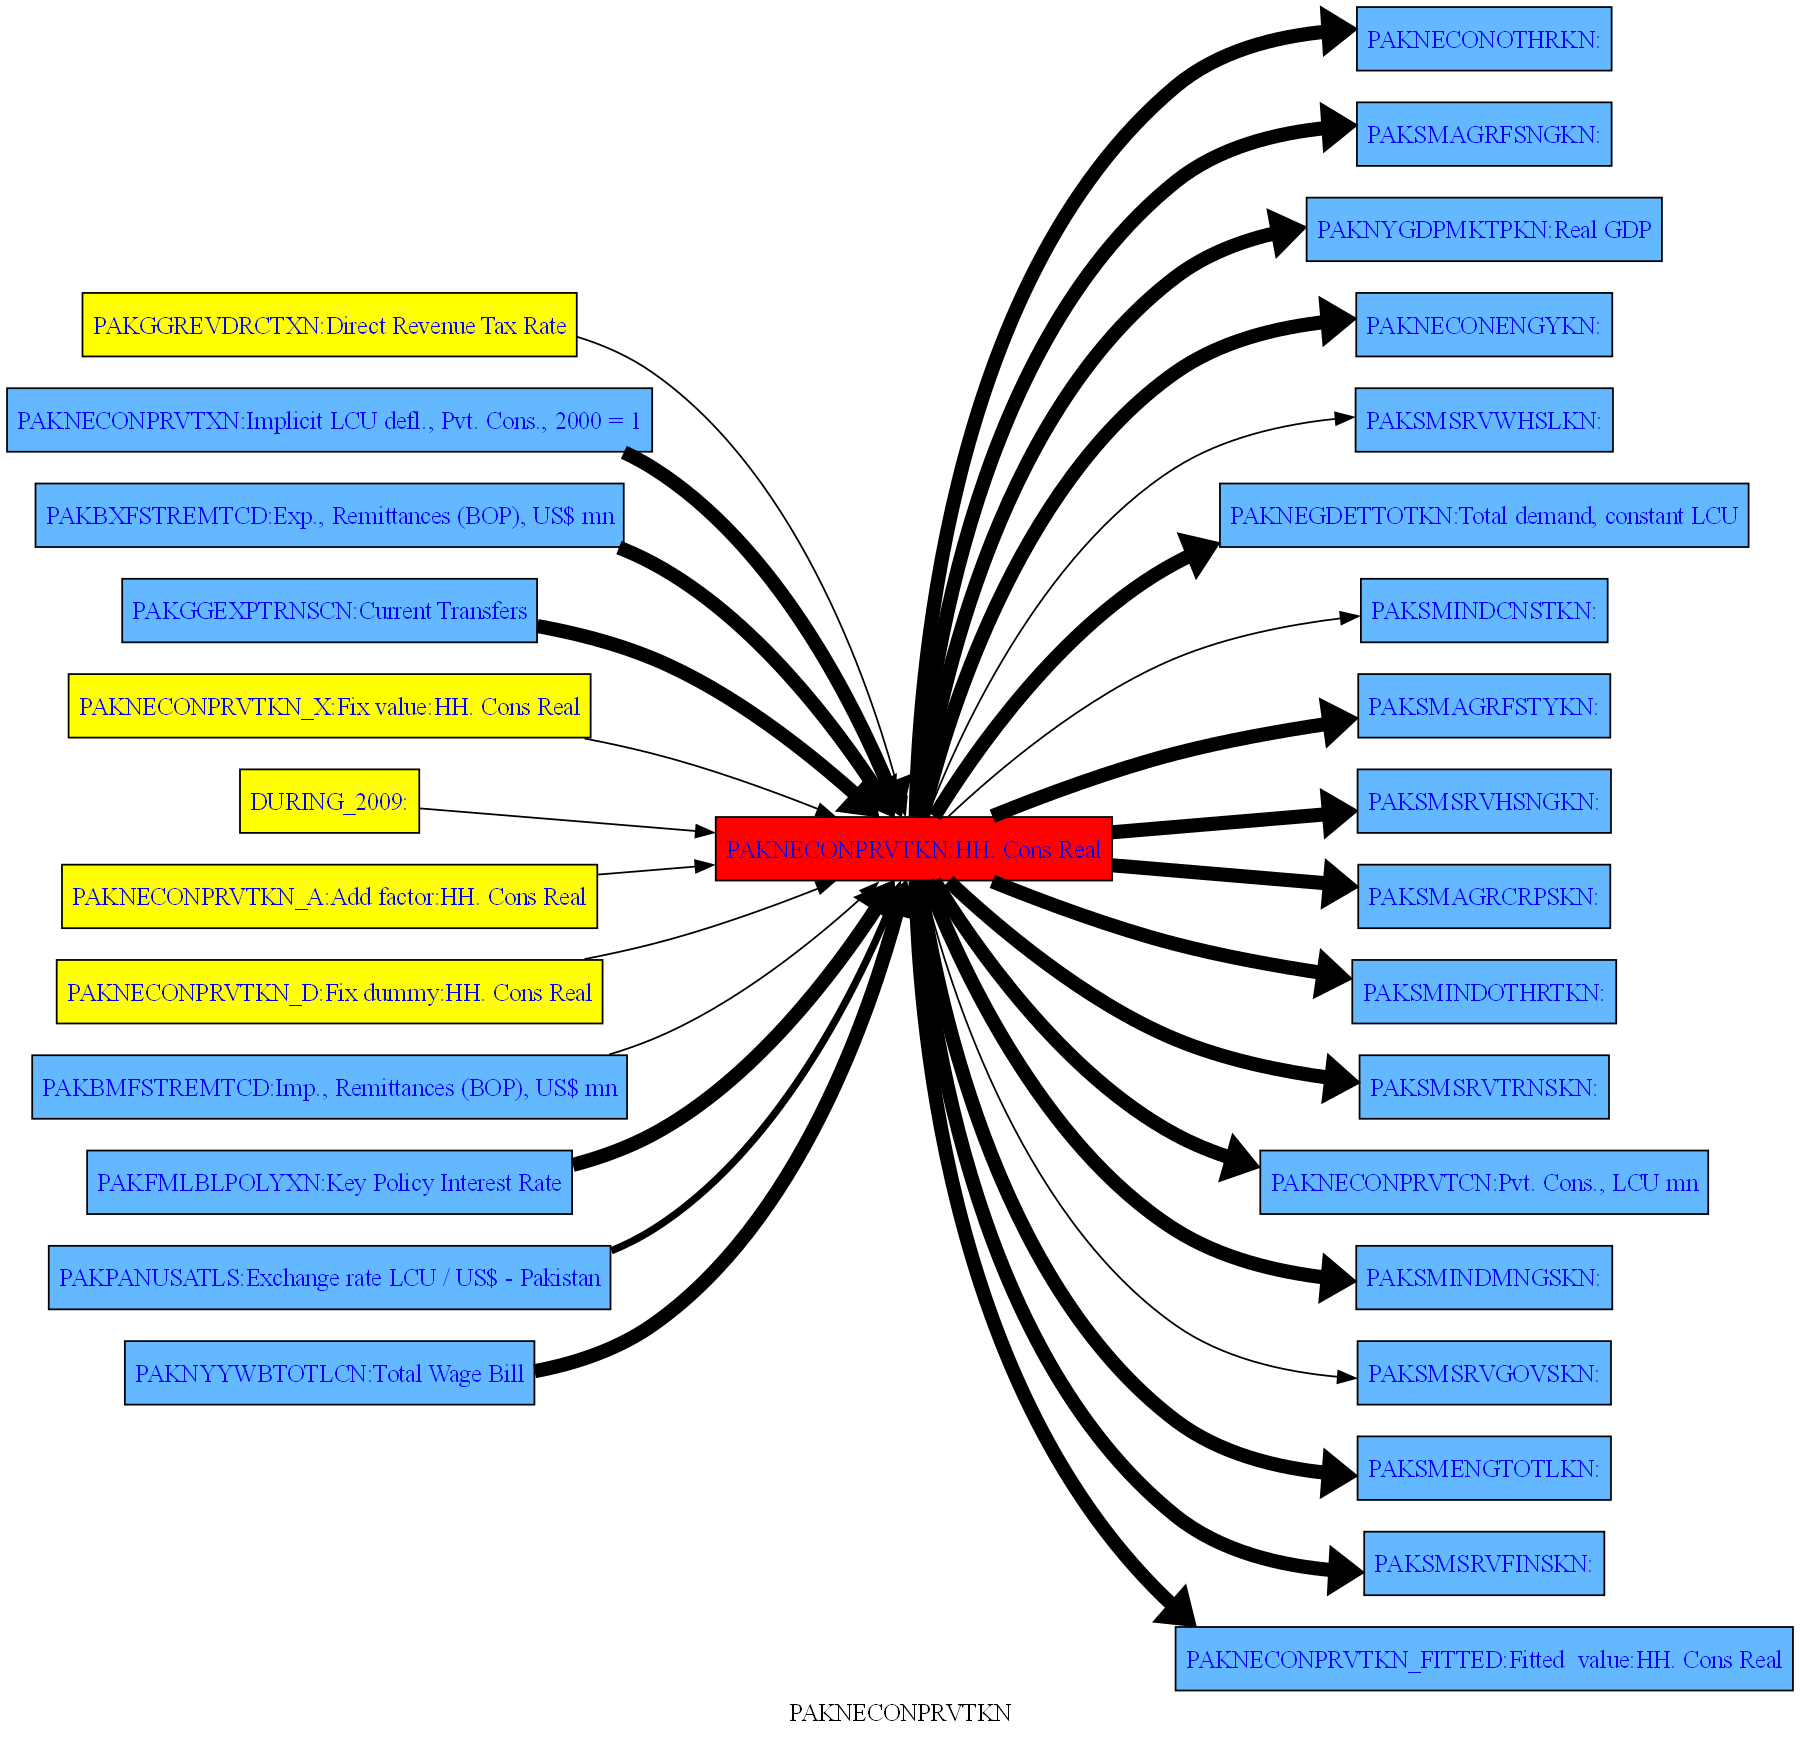 PAKGGREVDRCTXN:Direct Revenue Tax Rate
PAKNECONPRVTXN:Implicit LCU defl., Pvt. Cons., 2000 = 1
PAKBXFSTREMTCD:Exp., Remittances (BOP), US$ mn
PAKGGEXPTRNSCN:Current Transfers
PAKNECONPRVTKN_X:Fix value:HH. Cons Real
DURING_2009:
PAKNECONPRVTKN_A:Add factor:HH. Cons Real
PAKNECONPRVTKN_D:Fix dummy:HH. Cons Real
PAKBMFSTREMTCD:Imp., Remittances (BOP), US$ mn
PAKFMLBLPOLYXN:Key Policy Interest Rate
PAKPANUSATLS:Exchange rate LCU / US$ - Pakistan
PAKNYYWBTOTLCN:Total Wage Bill
PAKNECONPRVTKN:HH. Cons Real
PAKNECONOTHRKN:
PAKSMAGRFSNGKN:
PAKNYGDPMKTPKN:Real GDP
PAKNECONENGYKN:
PAKSMSRVWHSLKN:
PAKNEGDETTOTKN:Total demand, constant LCU
PAKSMINDCNSTKN:
PAKSMAGRFSTYKN:
PAKSMSRVHSNGKN:
PAKSMAGRCRPSKN:
PAKSMINDOTHRTKN:
PAKSMSRVTRNSKN:
PAKNECONPRVTCN:Pvt. Cons., LCU mn
PAKSMINDMNGSKN:
PAKSMSRVGOVSKN:
PAKSMENGTOTLKN:
PAKSMSRVFINSKN:
PAKNECONPRVTKN_FITTED:Fitted  value:HH. Cons Real
PAKNECONPRVTKN